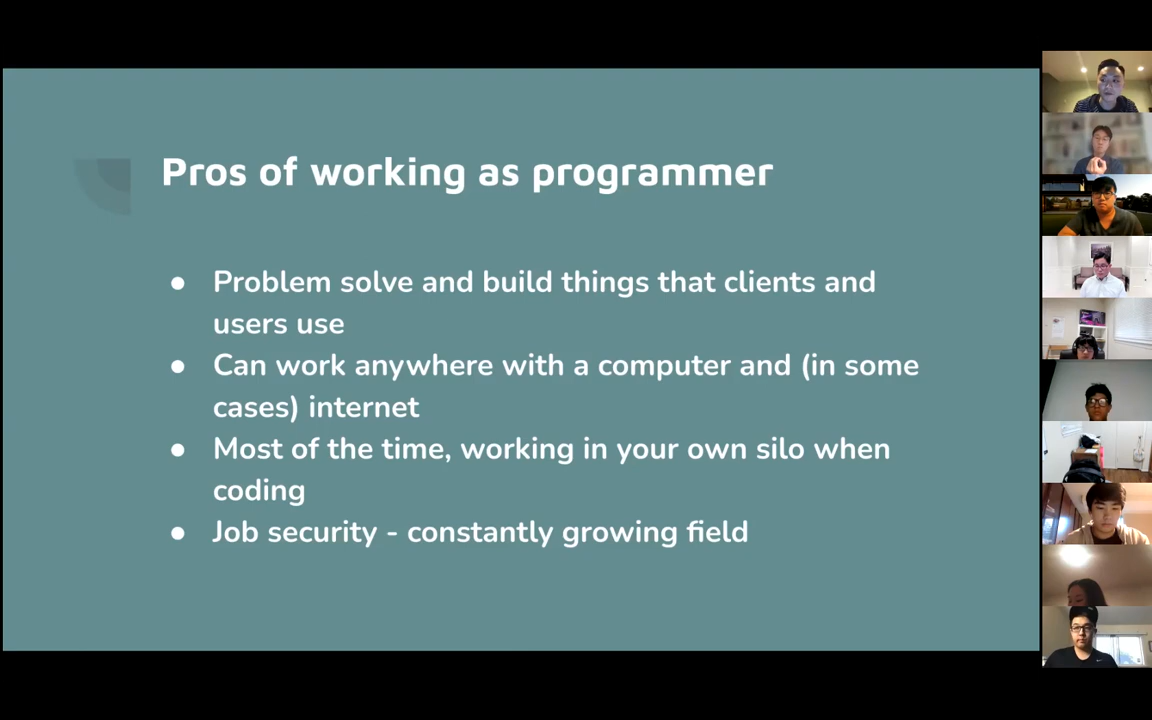 Pros of working as programmer
● Problem solve and build things that clients and
users use
● Can work anywhere with a computer and (in some
cases) internet
● Most of the time, working in your own silo when
coding
● Job security - constantly growing field